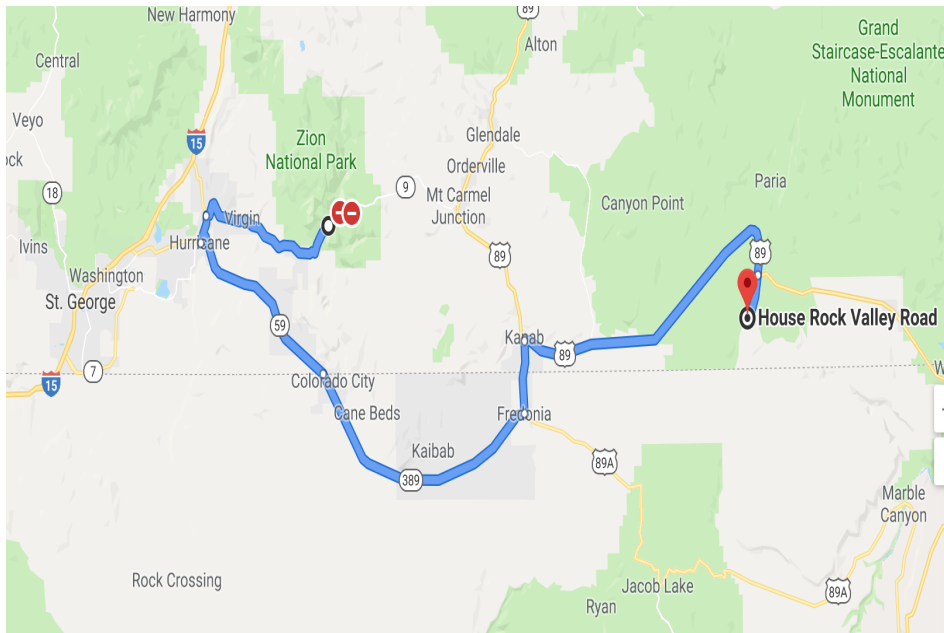 New Harmony
89
Alton
Grand
Staircase-Escalante
National
Monument
Central
Veyo
15
Zion
National Park
Glendale
ock
Orderville
18
9
Mt Carmel
Junction
Paria
Canyon Point
Virgin
Ivins
Hurricane
89
89
Washington
St. George
House Rock Valley Road
59
Kanab
89
7
15
Colorado City
W
Cane Beds
Fredonia
Kaibab
89A
389
Marble
Canyon
Rock Crossing
Jacob Lake
89A
Ryan